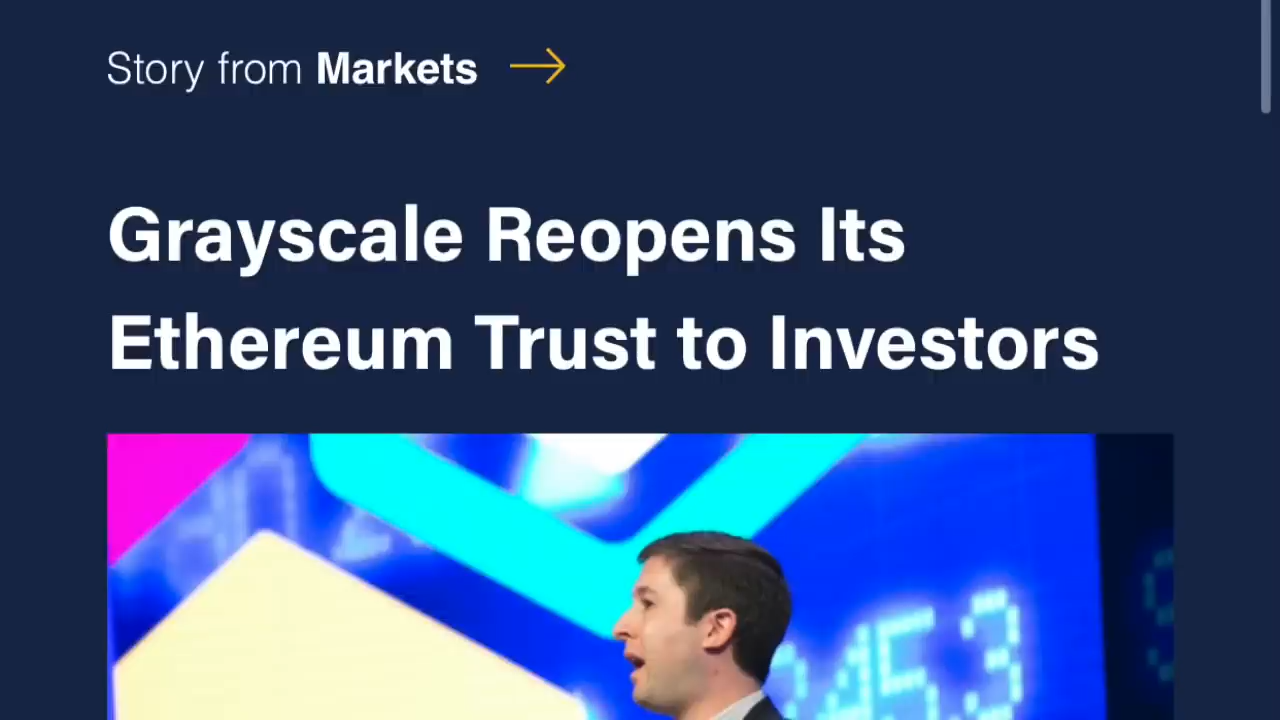 Story from Markets →
Grayscale Reopens Its
Ethereum Trust to Investors